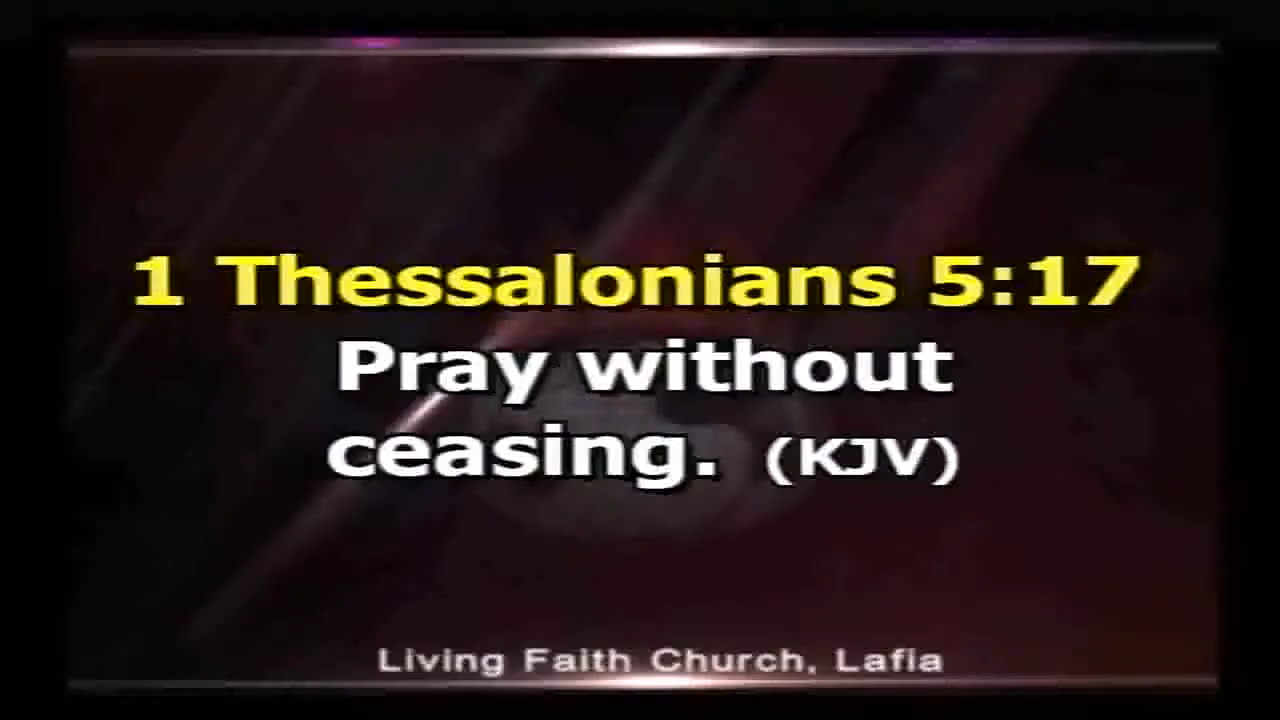 1 Thessalonians 5:17
Pray without
ceasing. (KJV)
Living Faith Church, Lafia